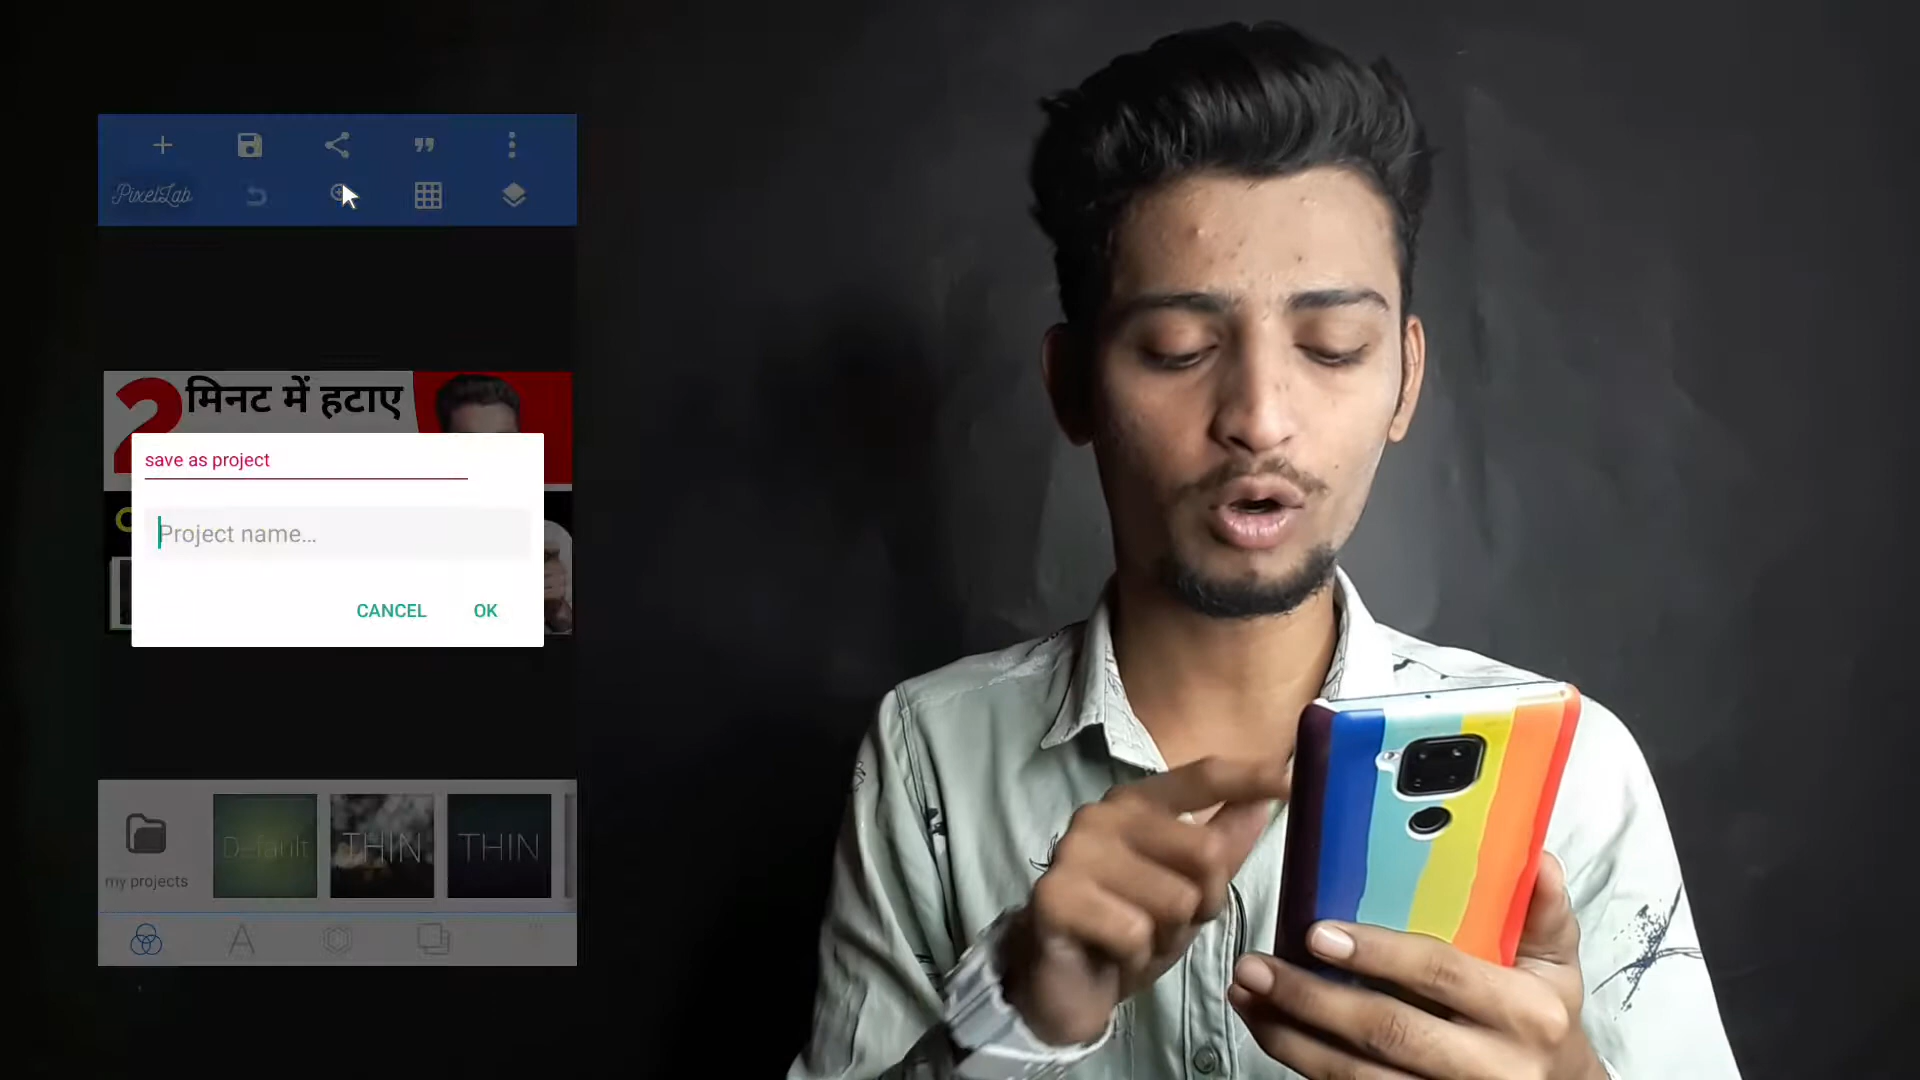 PixelLab
2 मिनट में हटाए
save as project
Project name...
CANCEL OK
my projects
Default THIN THIN
A